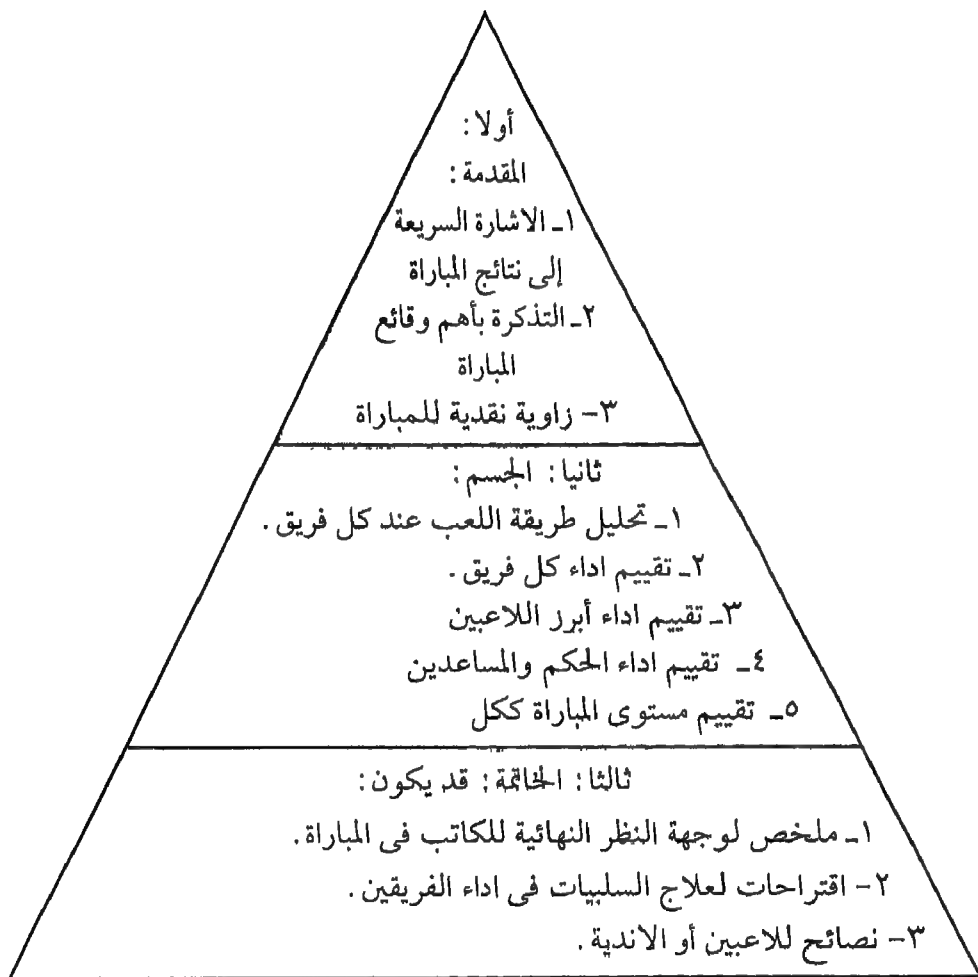 أولا:
المقدمة:
١ـ الاشارة السريعة
إلى نتائج المباراة
٢ـ التذكرة بأهم وقائع
المباراة
٣- زاوية نقدية للمباراة
ثانيا: الجسم:
١ـ تحليل طريقة اللعب عند كل فريق.
٢ـ تقييم اداء كل فريق.
٣ـ تقييم اداء أبرز اللاعبين
٤ـ تقييم اداء الحكم والمساعدين
٥ـ تقييم مستوى المباراة ككل
ثالثا: الخاتمة: قد يكون:
١ـ ملخص لوجهة النظر النهائية للكاتب فى المباراة.
٢- اقتراحات لعلاج السلبيات فى اداء الفريقين.
٣- نصائح للاعبين أو الاندية.